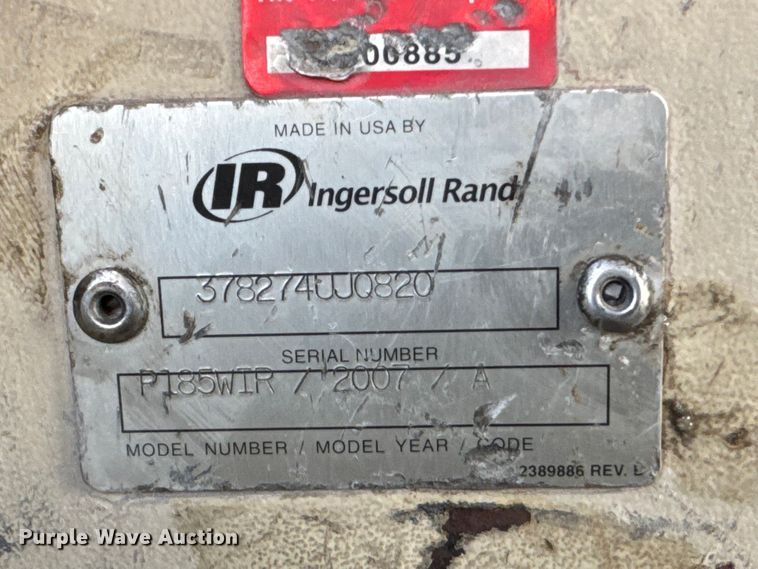 00885
MADE IN USA BY
IR Ingersoll Rand
378274UJQ820
SERIAL NUMBER
P185WIR / 2007 / A
MODEL NUMBER / MODEL YEAR / CODE
2389886 REV.
Purple Wave Auction